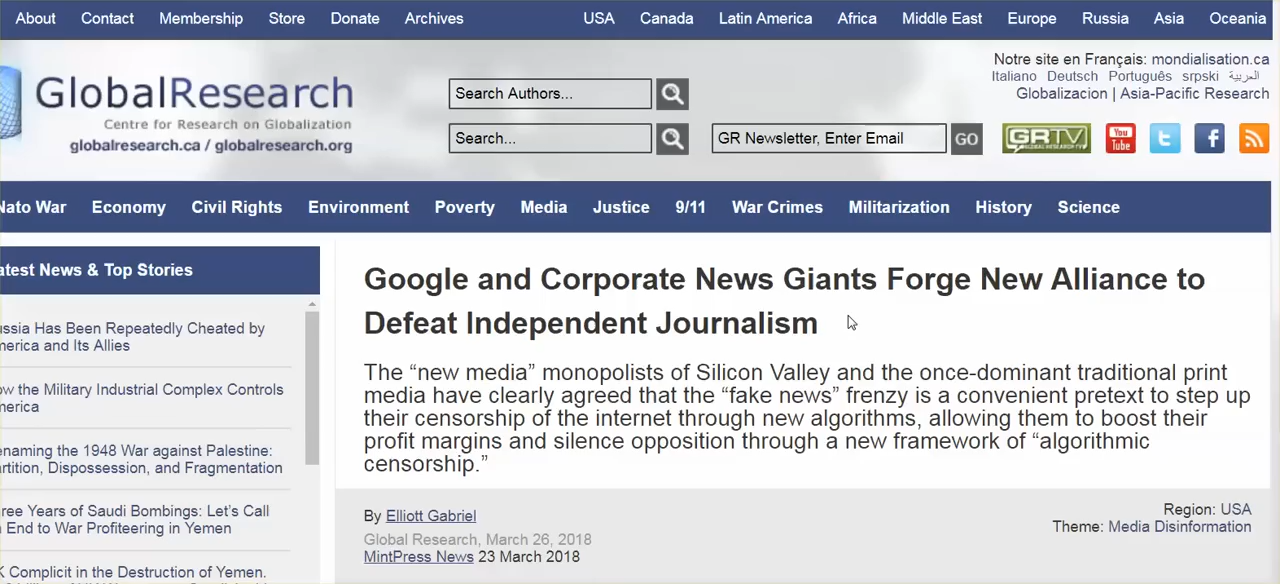 About Contact Membership Store Donate Archives USA Canada Latin America Africa Middle East Europe Russia Asia Oceania
Notre site en Français: mondialisation.ca
Italiano Deutsch Português srpski العربية
Globalizacion | Asia-Pacific Research
GlobalResearch
Centre for Research on Globalization
globalresearch.ca / globalresearch.org
Search Authors...
Search...
GR Newsletter, Enter Email GO
GRTV
You Tube
Nato War Economy Civil Rights Environment Poverty Media Justice 9/11 War Crimes Militarization History Science
atest News & Top Stories
ussia Has Been Repeatedly Cheated by
merica and Its Allies
ow the Military Industrial Complex Controls
merica
enaming the 1948 War against Palestine:
artition, Dispossession, and Fragmentation
ree Years of Saudi Bombings: Let's Call
End to War Profiteering in Yemen
K Complicit in the Destruction of Yemen.
Google and Corporate News Giants Forge New Alliance to
Defeat Independent Journalism
The “new media” monopolists of Silicon Valley and the once-dominant traditional print
media have clearly agreed that the “fake news” frenzy is a convenient pretext to step up
their censorship of the internet through new algorithms, allowing them to boost their
profit margins and silence opposition through a new framework of “algorithmic
censorship.”
By Elliott Gabriel
Global Research, March 26, 2018
MintPress News 23 March 2018
Region: USA
Theme: Media Disinformation